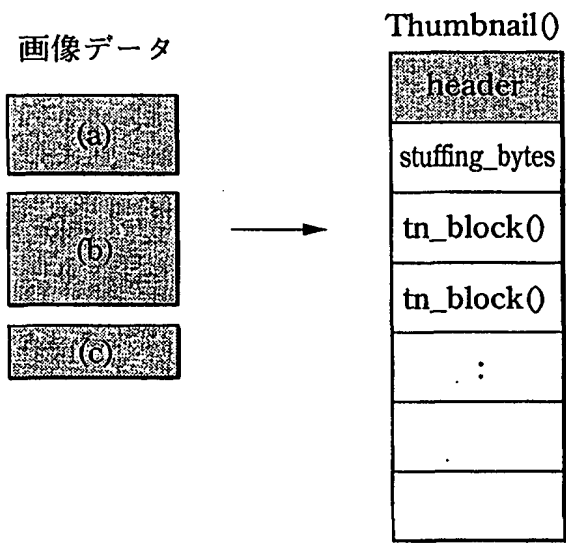 画像データ
(a)
(b)
(c)
Thumbnail()
header
stuffing_bytes
tn_block()
tn_block()
: